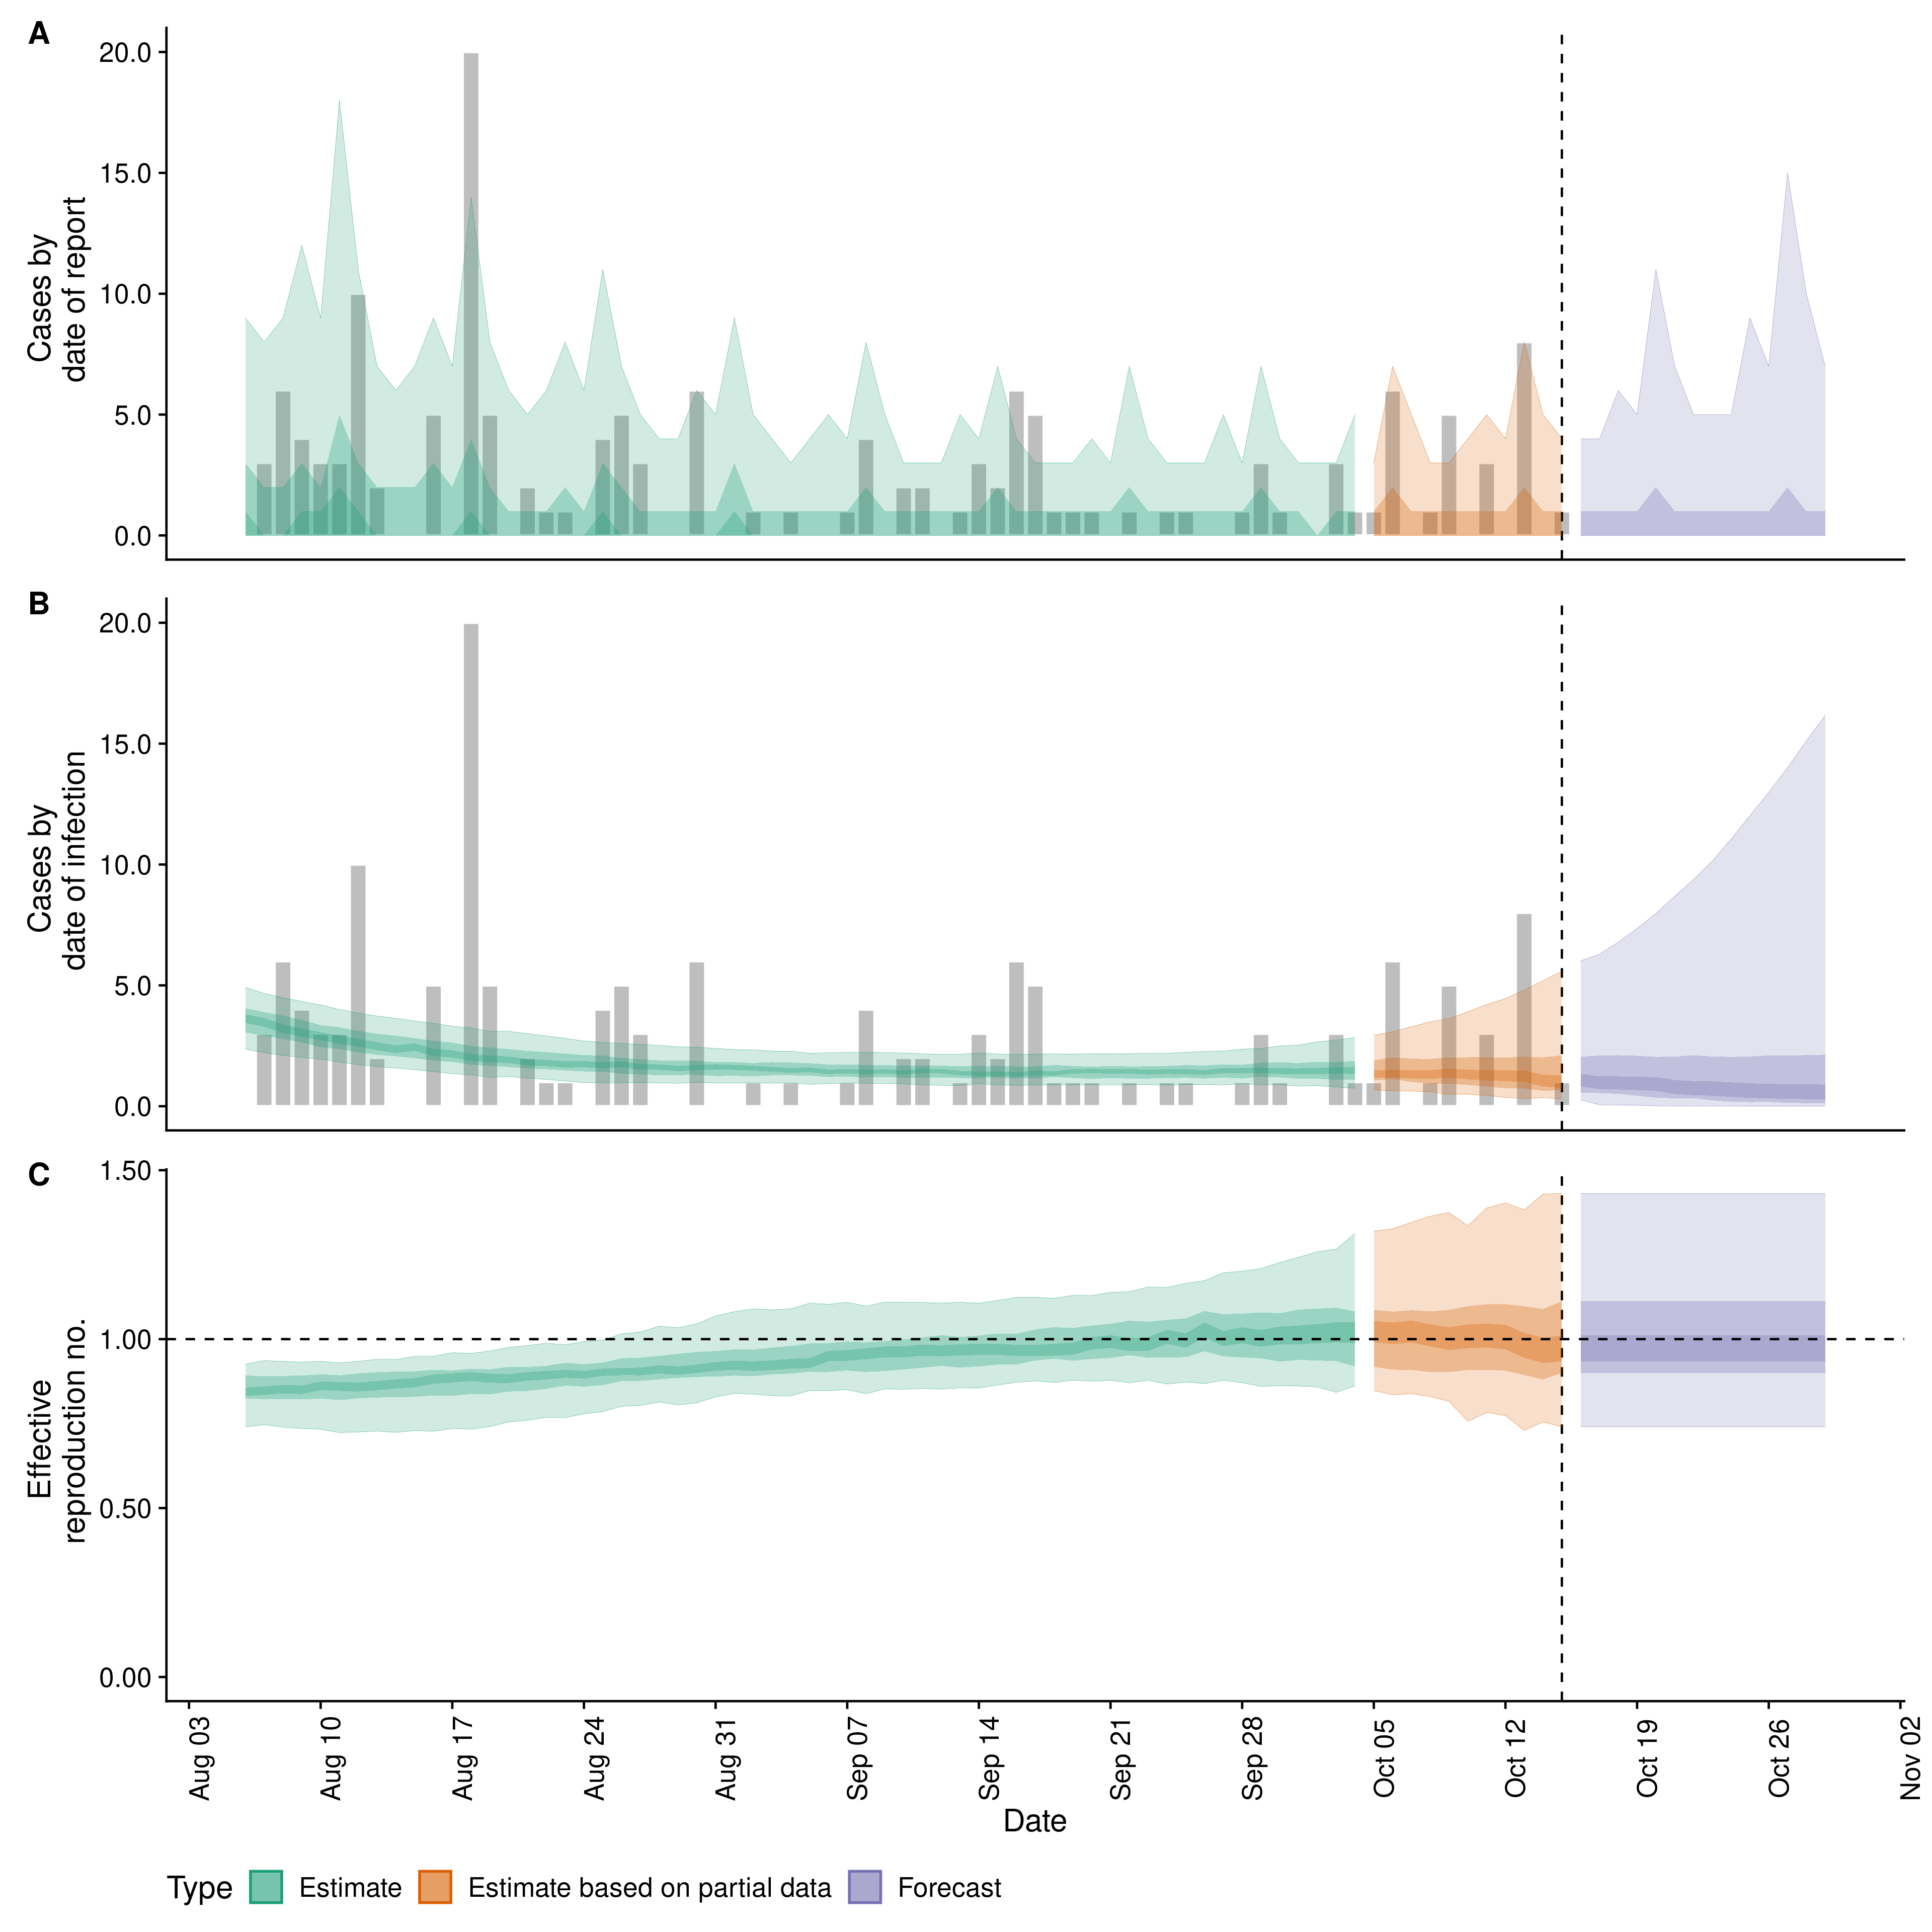 A
20.0
15.0
10.0
5.0
0.0
Cases by
date of report
B
20.0
15.0
10.0
5.0
0.0
Cases by
date of infection
C
1.50
1.00
0.50
0.00
Effective
reproduction no.
Aug 03
Aug 10
Aug 17
Aug 24
Aug 31
Sep 07
Sep 14
Sep 21
Sep 28
Oct 05
Oct 12
Oct 19
Oct 26
Nov 02
Date
Type Estimate Estimate based on partial data Forecast